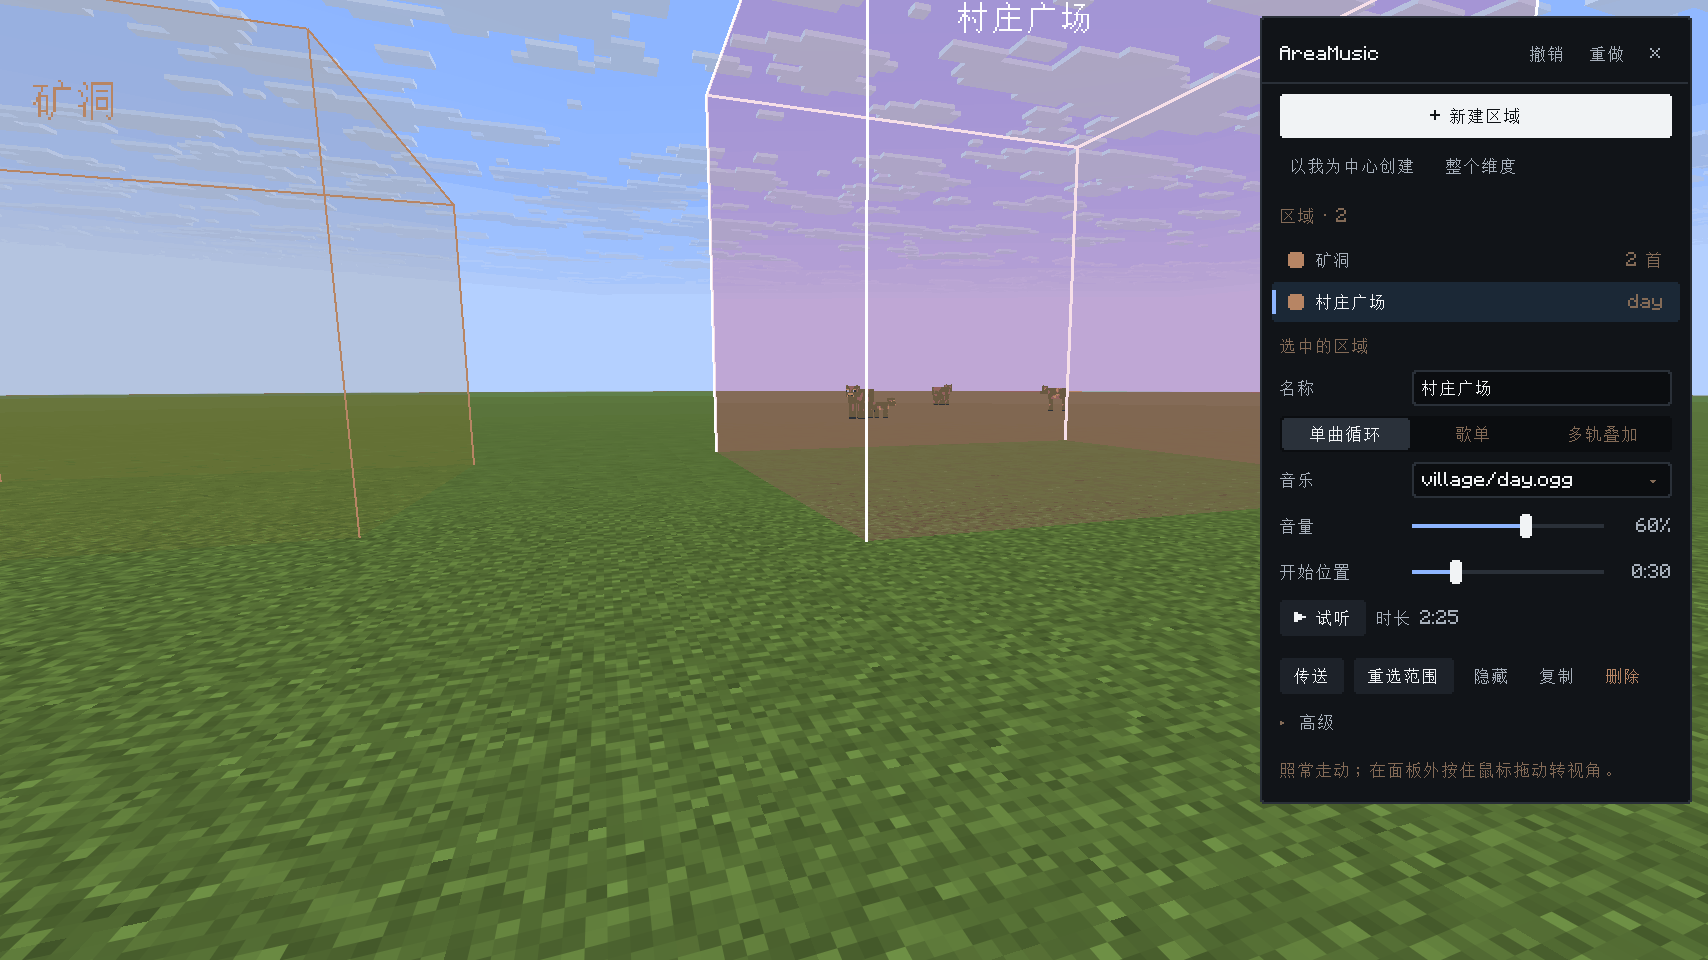 村庄广场
矿洞
AreaMusic 撤销 重做 ×
+ 新建区域
以我为中心创建 整个维度
区域 · 2
矿洞 2 首
村庄广场 day
选中的区域
名称 村庄广场
单曲循环 歌单 多轨叠加
音乐 village/day.ogg
音量 60%
开始位置 0:30
试听 时长 2:25
传送 重选范围 隐藏 复制 删除
高级
照常走动；在面板外按住鼠标拖动转视角。